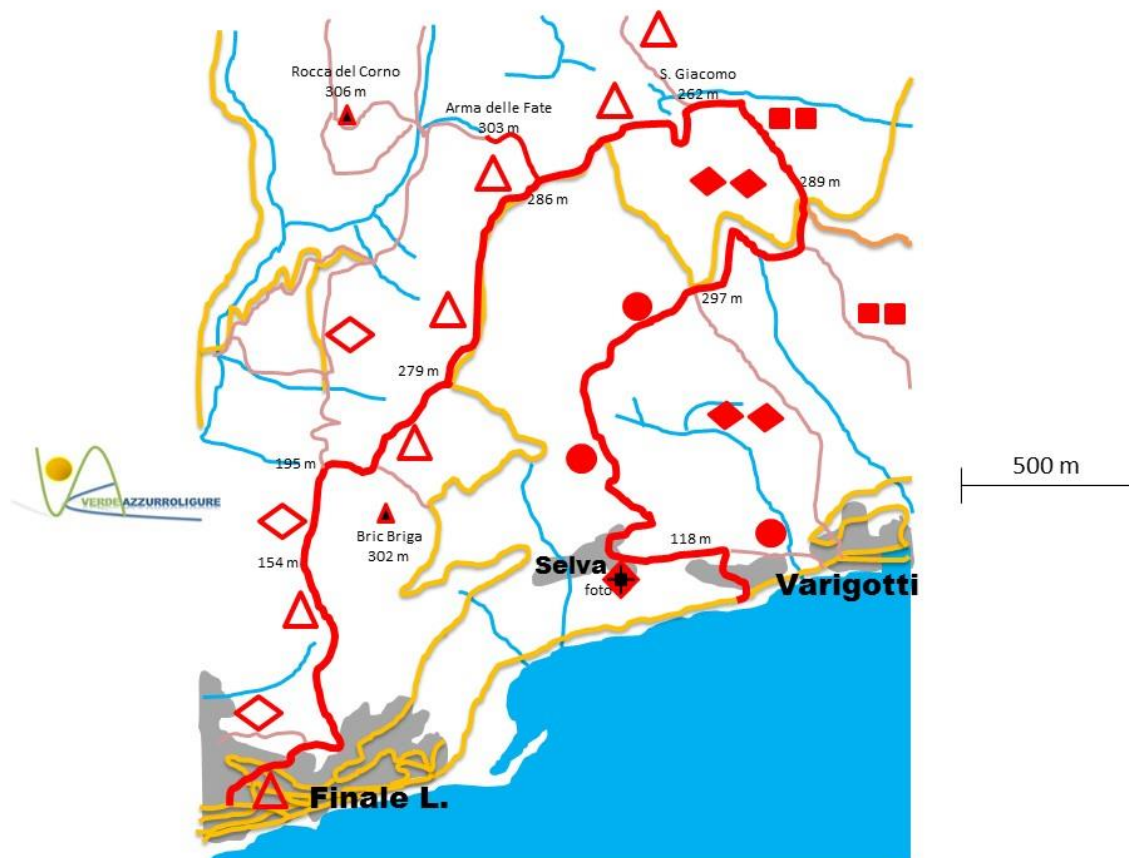 Rocca del Corno
306 m
Arma delle Fate
303 m
S. Giacomo
262 m
289 m
286 m
297 m
279 m
195 m
VERDEAZZURROLIGURE
500 m
Bric Briga
302 m
154 m
118 m
Selva
foto
Varigotti
Finale L.